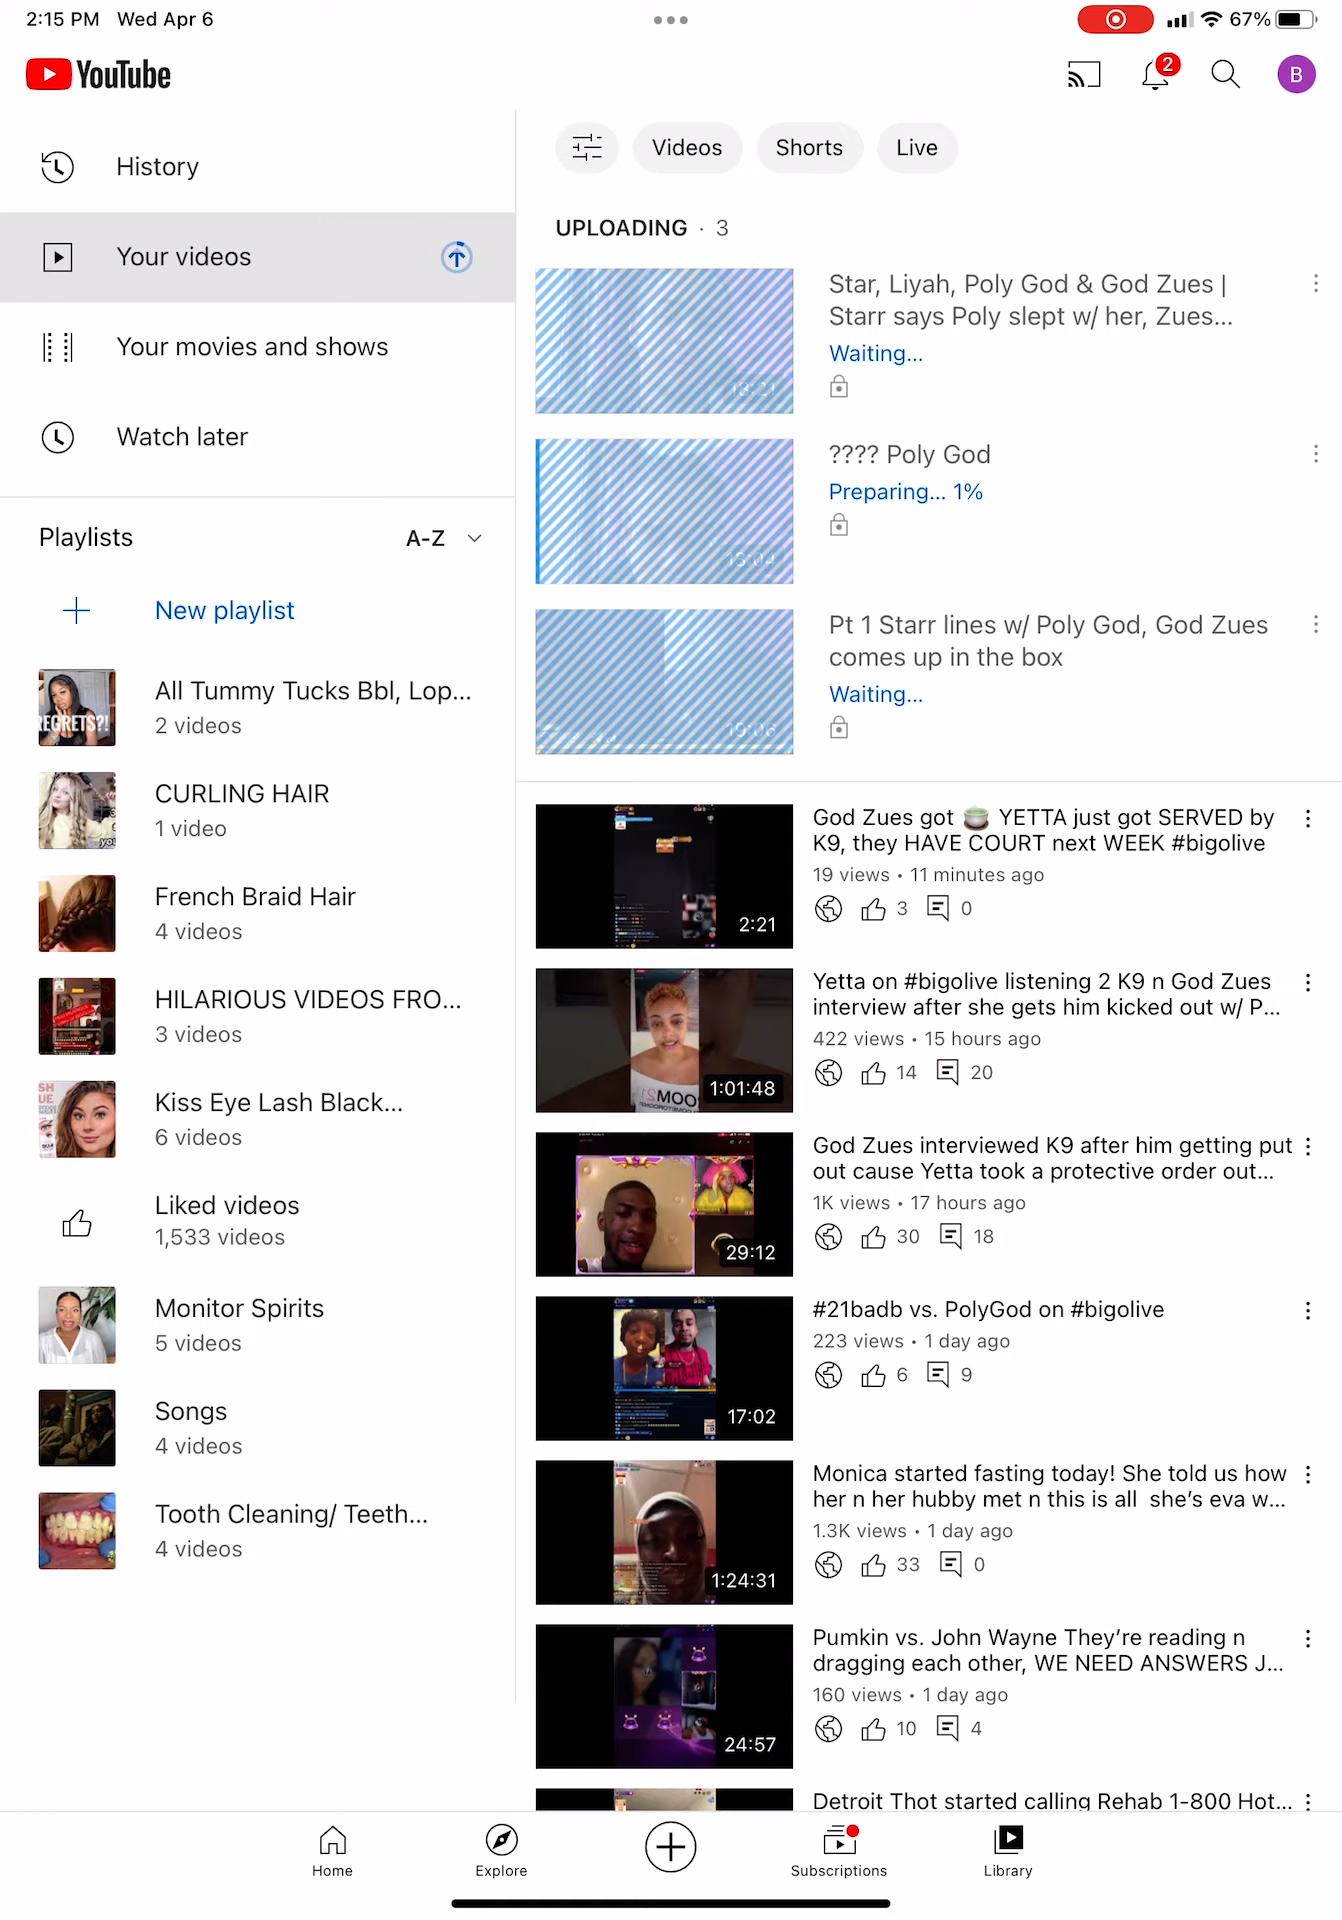 2:15 PM Wed Apr 6
67%
YouTube
2
B
History
Your videos
Your movies and shows
Watch later
Playlists
A-Z
New playlist
All Tummy Tucks Bbl, Lop...
2 videos
CURLING HAIR
1 video
French Braid Hair
4 videos
HILARIOUS VIDEOS FRO...
3 videos
Kiss Eye Lash Black...
6 videos
Liked videos
1,533 videos
Monitor Spirits
5 videos
Songs
4 videos
Tooth Cleaning/ Teeth...
4 videos
Videos
Shorts
Live
UPLOADING · 3
Star, Liyah, Poly God & God Zues |
Starr says Poly slept w/ her, Zues...
Waiting...
18:21
???? Poly God
Preparing... 1%
Pt 1 Starr lines w/ Poly God, God Zues
comes up in the box
Waiting...
19:06
God Zues got 🍵 YETTA just got SERVED by
K9, they HAVE COURT next WEEK #bigolive
19 views • 11 minutes ago
3
0
2:21
Yetta on #bigolive listening 2 K9 n God Zues
interview after she gets him kicked out w/ P...
422 views • 15 hours ago
14
20
1:01:48
God Zues interviewed K9 after him getting put
out cause Yetta took a protective order out...
1K views • 17 hours ago
30
18
29:12
#21badb vs. PolyGod on #bigolive
223 views • 1 day ago
6
9
17:02
Monica started fasting today! She told us how
her n her hubby met n this is all she's eva w...
1.3K views • 1 day ago
33
0
1:24:31
Pumkin vs. John Wayne They're reading n
dragging each other, WE NEED ANSWERS J...
160 views • 1 day ago
10
4
24:57
Detroit Thot started calling Rehab 1-800 Hot...
Home
Explore
Subscriptions
Library